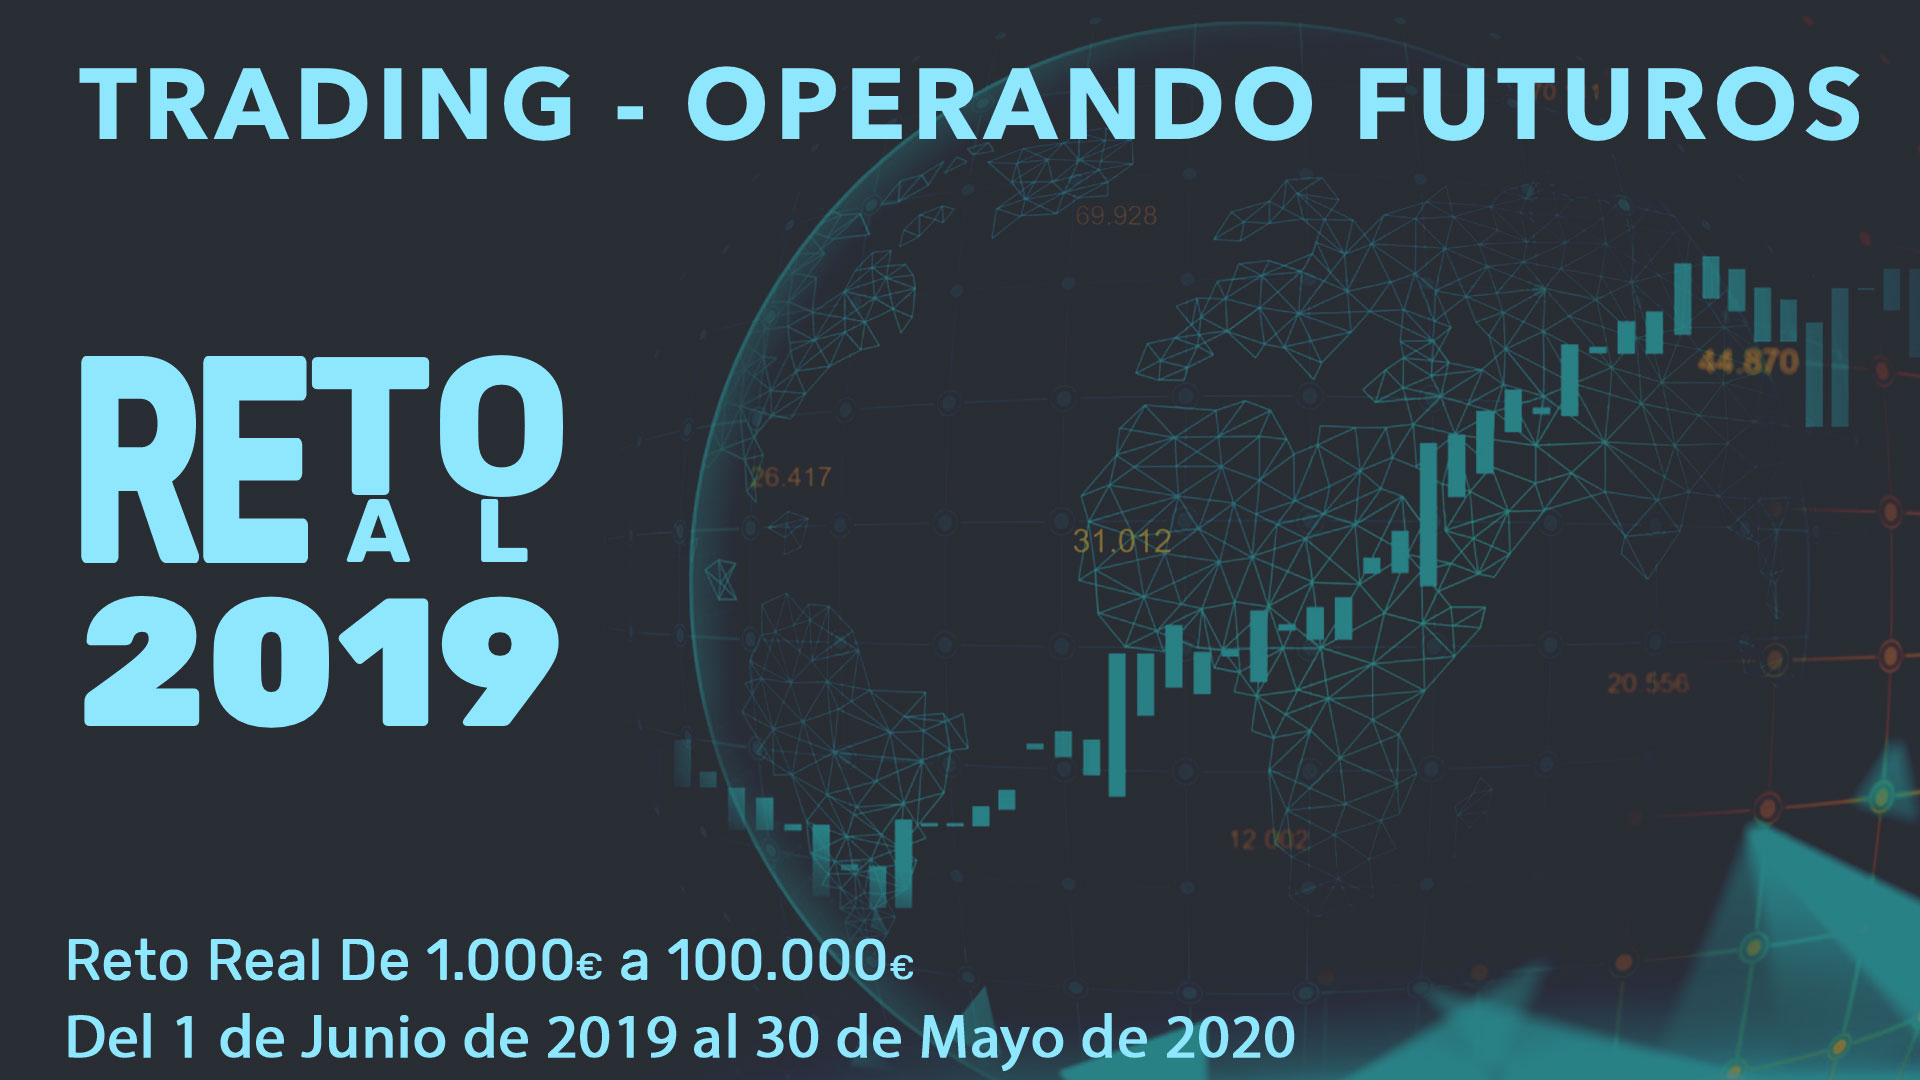 TRADING - OPERANDO FUTUROS
69.928
44.870
26.417
31.012
RETO
AL
2019
20.556
12 002
Reto Real De 1.000€ a 100.000€
Del 1 de Junio de 2019 al 30 de Mayo de 2020